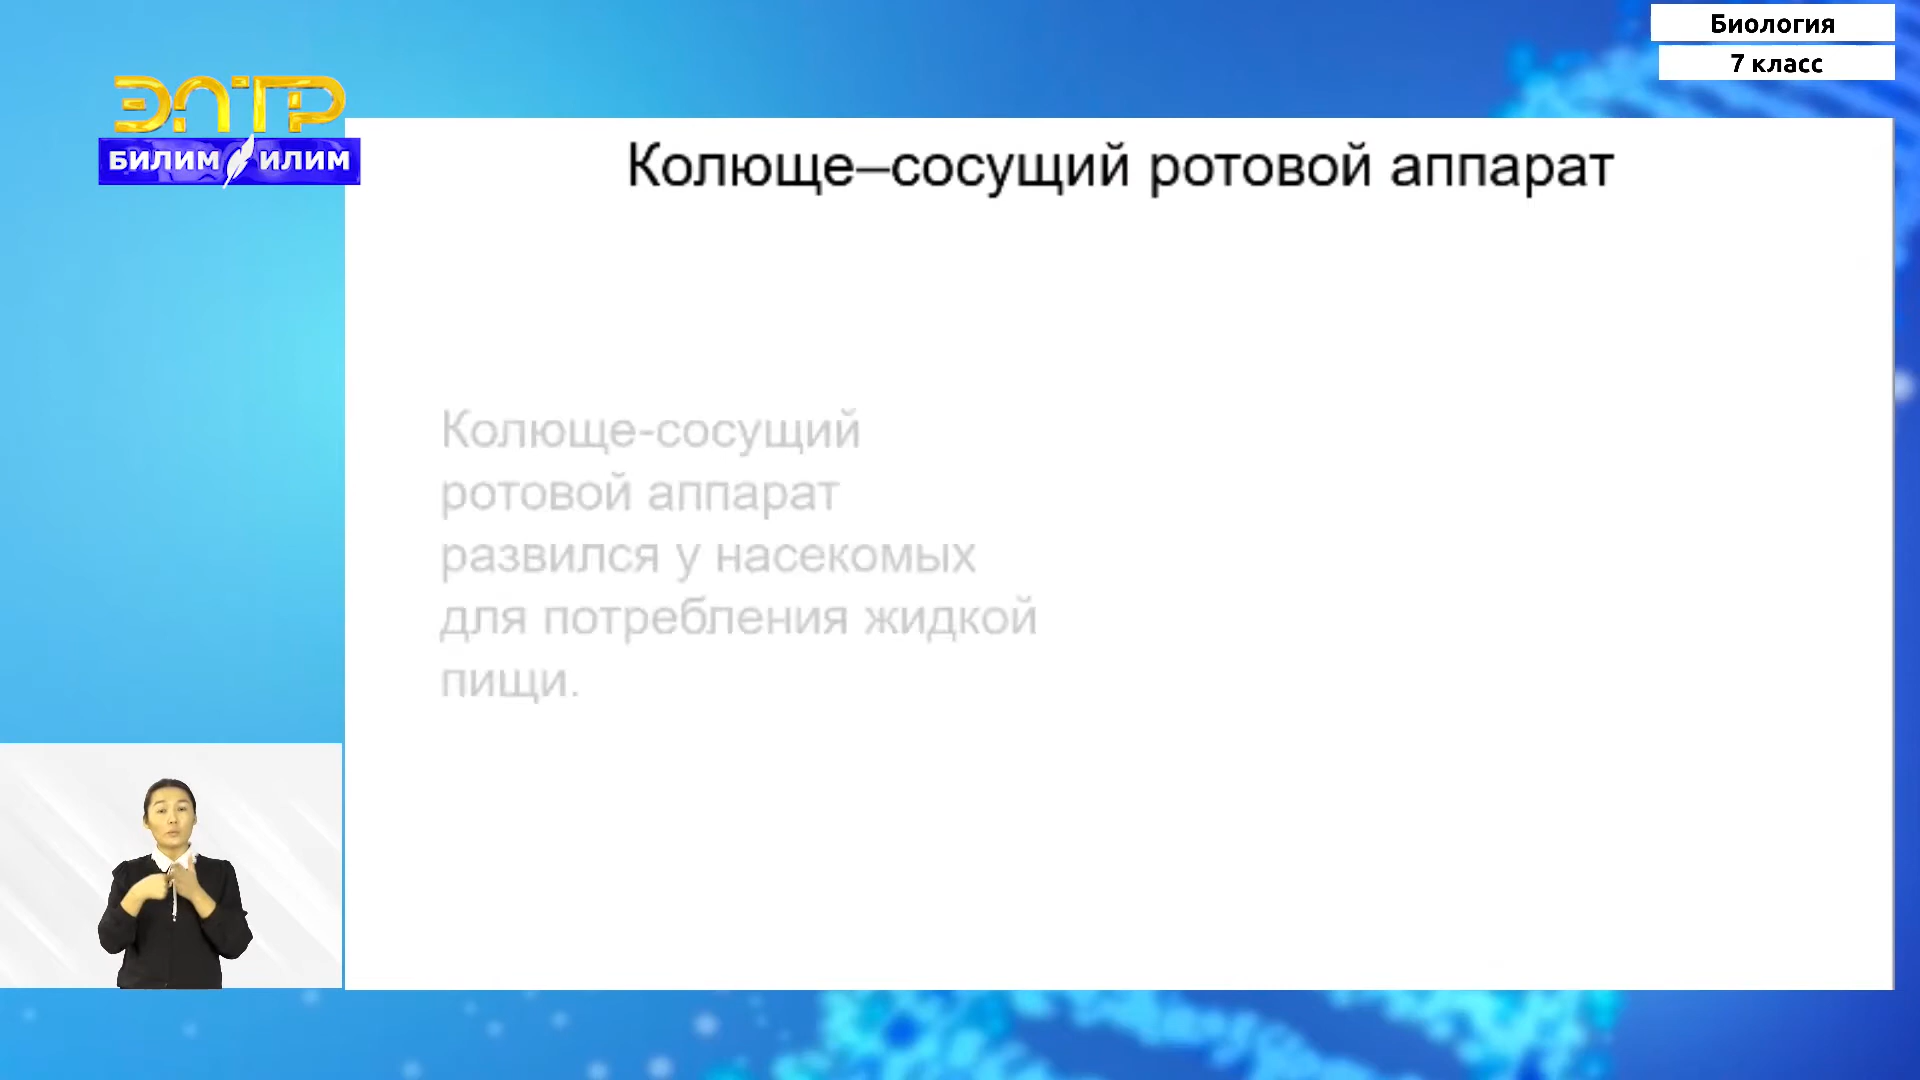 Биология
7 класс
ЭЛТР
БИЛИМ ИЛИМ
Колюще–сосущий ротовой аппарат
Колюще-сосущий
ротовой аппарат
развился у насекомых
для потребления жидкой
пищи.